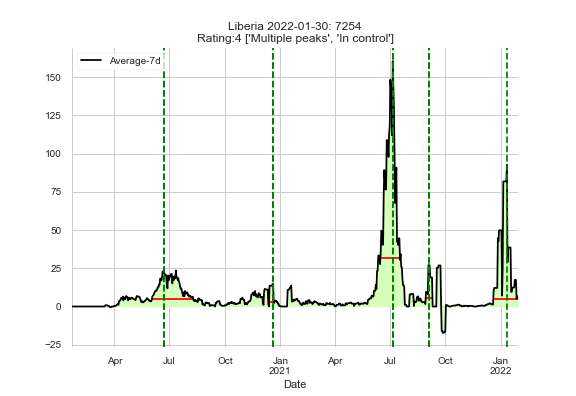 Liberia 2022-01-30: 7254
Rating:4 ['Multiple peaks', 'In control']
Average-7d
150
125
100
75
50
25
0
−25
Apr
Jul
Oct
Jan
2021
Apr
Jul
Oct
Jan
2022
Date